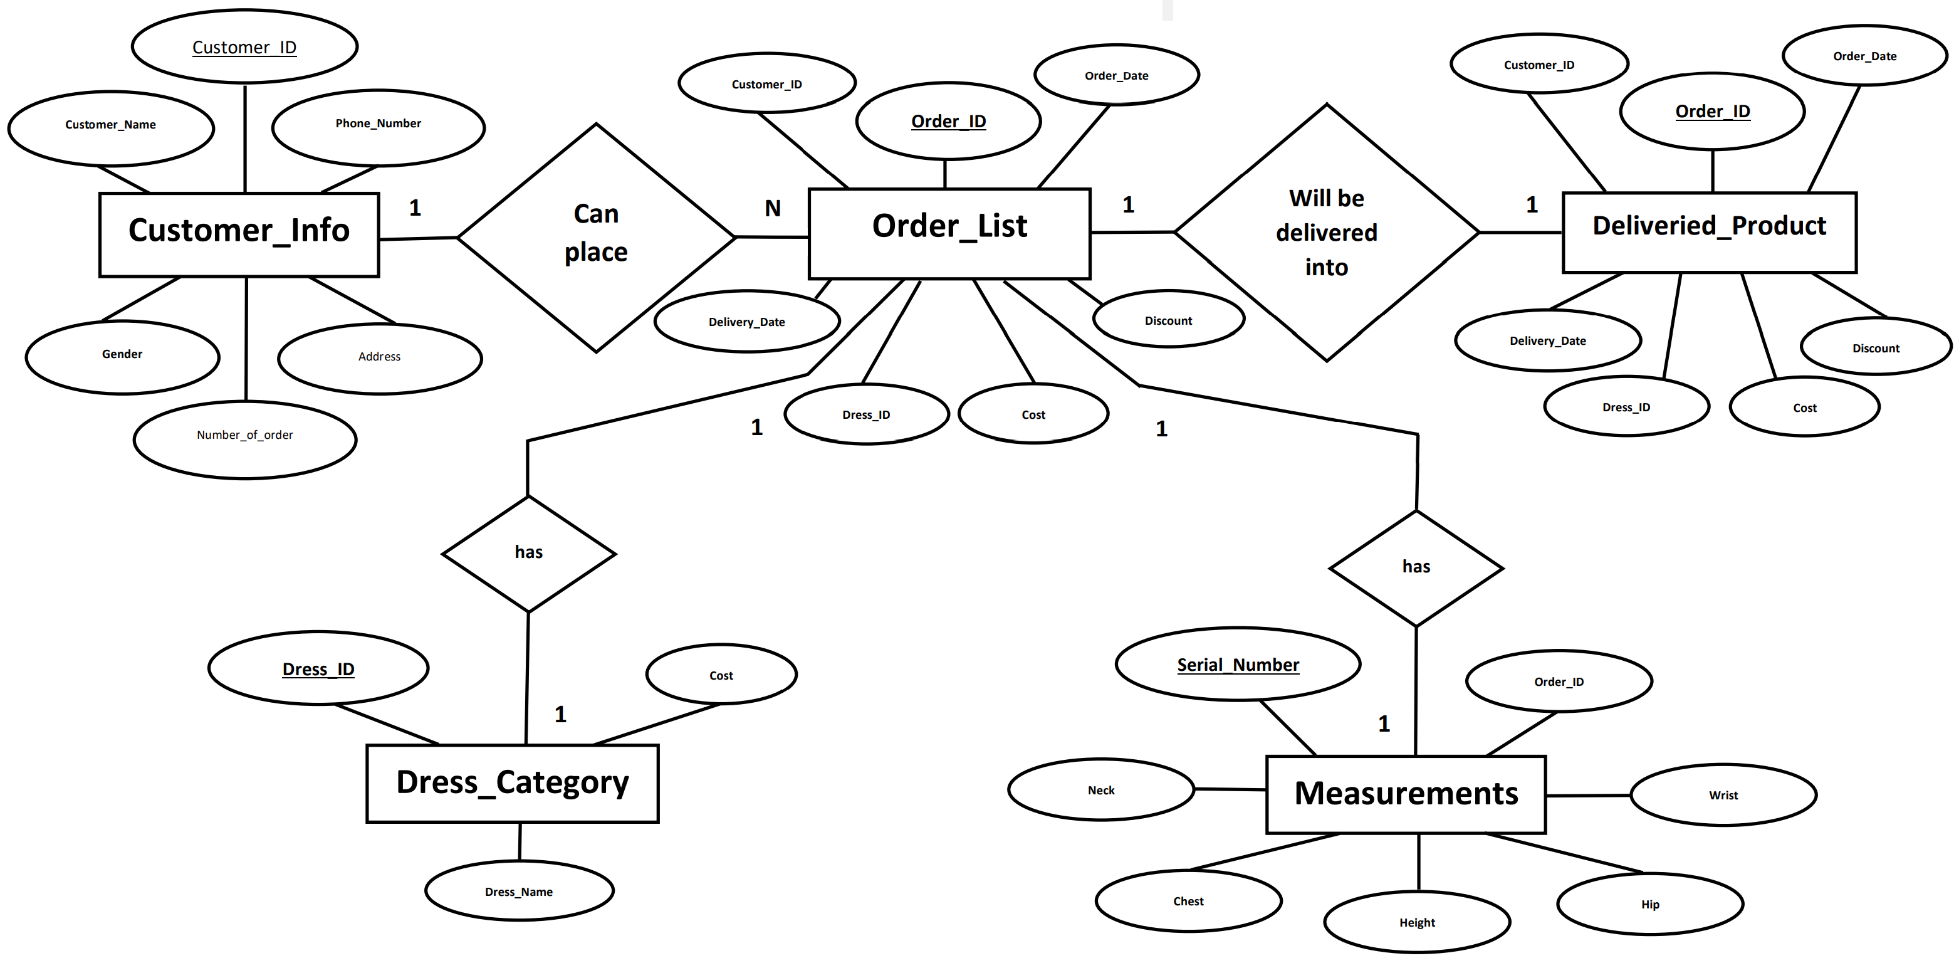 Customer_ID
Customer_Name
Phone_Number
Customer_Info
Gender
Address
Number_of_order
1
Can
place
N
Customer_ID
Order_ID
Order_Date
Order_List
Delivery_Date
Dress_ID
Cost
Discount
1
Will be
delivered
into
1
Customer_ID
Order_ID
Order_Date
Deliveried_Product
Delivery_Date
Dress_ID
Cost
Discount
1
has
1
Dress_ID
Cost
Dress_Category
Dress_Name
1
has
1
Serial_Number
Order_ID
Neck
Measurements
Wrist
Chest
Height
Hip